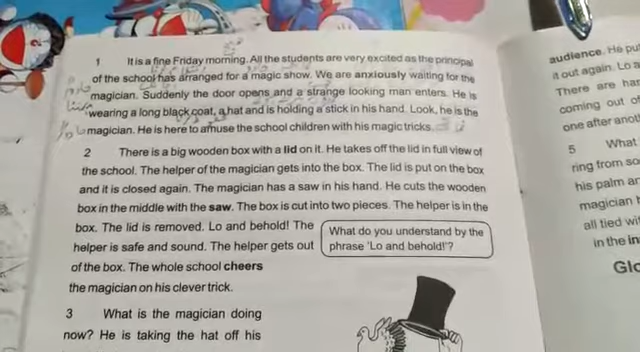 1 It is a fine Friday morning. All the students are very excited as the principal
of the school has arranged for a magic show. We are anxiously waiting for the
magician. Suddenly the door opens and a strange looking man enters. He is
wearing a long black coat, a hat and is holding a stick in his hand. Look, he is the
magician. He is here to amuse the school children with his magic tricks.
2 There is a big wooden box with a lid on it. He takes off the lid in full view of
the school. The helper of the magician gets into the box. The lid is put on the box
and it is closed again. The magician has a saw in his hand. He cuts the wooden
box in the middle with the saw. The box is cut into two pieces. The helper is in the
box. The lid is removed. Lo and behold! The
helper is safe and sound. The helper gets out
of the box. The whole school cheers
the magician on his clever trick.
What do you understand by the
phrase 'Lo and behold!'?
3 What is the magician doing
now? He is taking the hat off his
audience. He pu
it out again. Lo a
There are han
coming out o
one after anoth
5 What
ring from so
his palm an
magician h
all tied wit
in the in
Glo